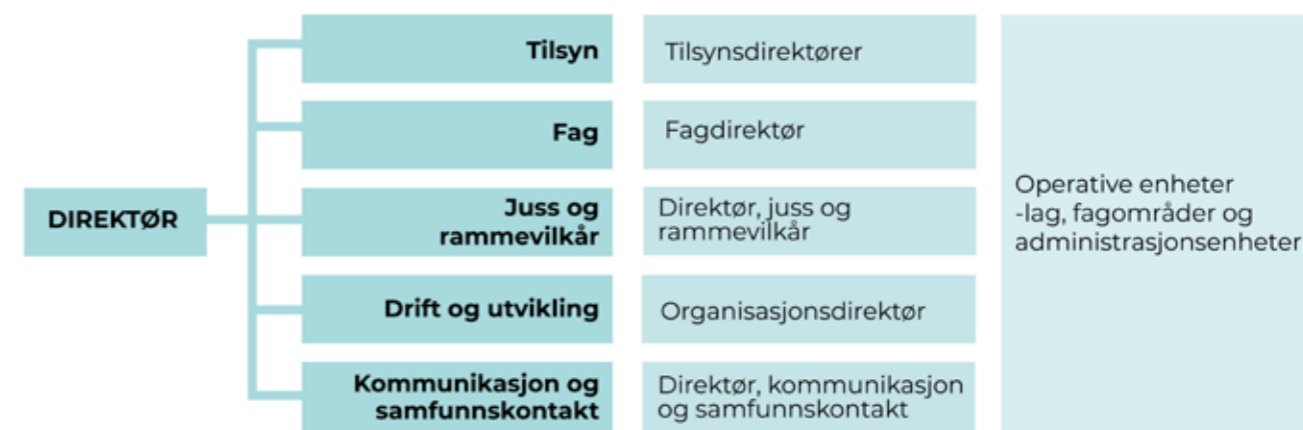 DIREKTØR
Tilsyn
Tilsynsdirektører
Fag
Fagdirektør
Juss og
rammevilkår
Direktør, juss og
rammevilkår
Drift og utvikling
Organisasjonsdirektør
Kommunikasjon og
samfunnskontakt
Direktør, kommunikasjon
og samfunnskontakt
Operative enheter
-lag, fagområder og
administrasjonsenheter